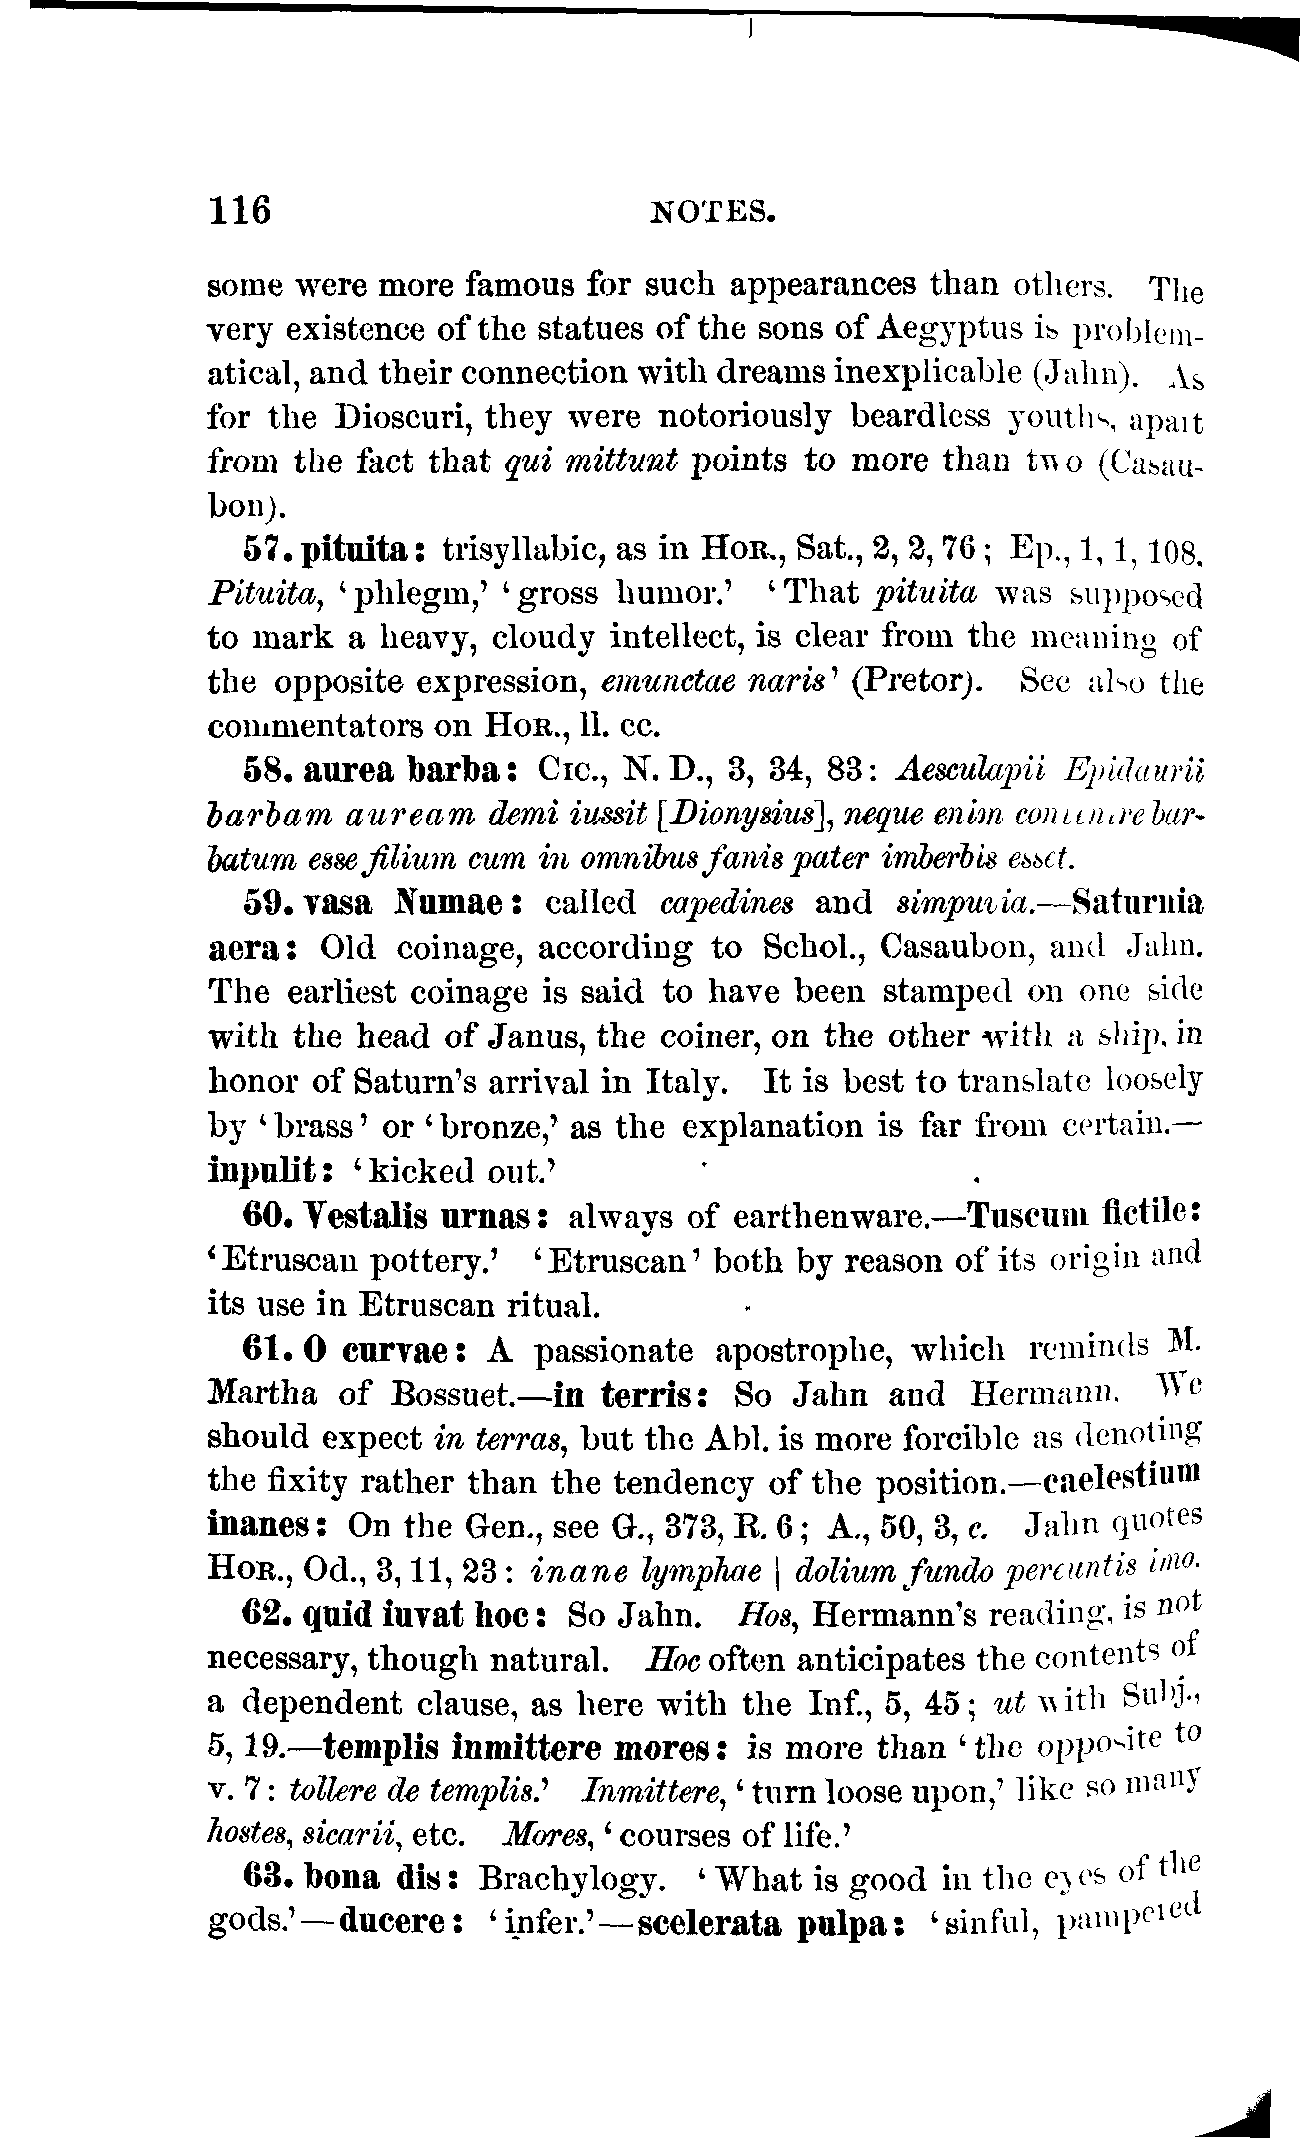 116 NOTES.
some were more famous for such appearances than others. The
very existence of the statues of the sons of Aegyptus is problem-
atical, and their connection with dreams inexplicable (Jahn). As
for the Dioscuri, they were notoriously beardless youths, apart
from the fact that qui mittunt points to more than two (Casau-
bon).
57. pituita: trisyllabic, as in HOR., Sat., 2, 2, 76; Ep., 1, 1, 108.
Pituita, ‘phlegm,’ ‘gross humor.’ ‘That pituita was supposed
to mark a heavy, cloudy intellect, is clear from the meaning of
the opposite expression, emunctae naris’ (Pretor). See also the
commentators on HOR., ll. cc.
58. aurea barba: CIC., N. D., 3, 34, 83: Aesculapii Epidaurii
barbam auream demi iussit [Dionysius], neque enim convenire bar-
batum esse filium cum in omnibus fanis pater imberbis esset.
59. vasa Numae: called capedines and simpuvia.—Saturnia
aera: Old coinage, according to Schol., Casaubon, and Jahn.
The earliest coinage is said to have been stamped on one side
with the head of Janus, the coiner, on the other with a ship, in
honor of Saturn’s arrival in Italy. It is best to translate loosely
by ‘brass’ or ‘bronze,’ as the explanation is far from certain.—
inpulit: ‘kicked out.’
60. Vestalis urnas: always of earthenware.—Tuscum fictile:
‘Etruscan pottery.’ ‘Etruscan’ both by reason of its origin and
its use in Etruscan ritual.
61. O curvae: A passionate apostrophe, which reminds M.
Martha of Bossuet.—in terris: So Jahn and Hermann. We
should expect in terras, but the Abl. is more forcible as denoting
the fixity rather than the tendency of the position.—caelestium
inanes: On the Gen., see G., 373, R. 6; A., 50, 3, c. Jahn quotes
HOR., Od., 3, 11, 23: inane lymphae | dolium fundo pereuntis imo.
62. quid iuvat hoc: So Jahn. Hos, Hermann’s reading, is not
necessary, though natural. Hoc often anticipates the contents of
a dependent clause, as here with the Inf., 5, 45; ut with Subj.,
5, 19.—templis inmittere mores: is more than ‘the opposite to
v. 7: tollere de templis.’ Inmittere, ‘turn loose upon,’ like so many
hostes, sicarii, etc. Mores, ‘courses of life.’
63. bona dis: Brachylogy. ‘What is good in the eyes of the
gods.’—ducere: ‘infer.’—scelerata pulpa: ‘sinful, pampered